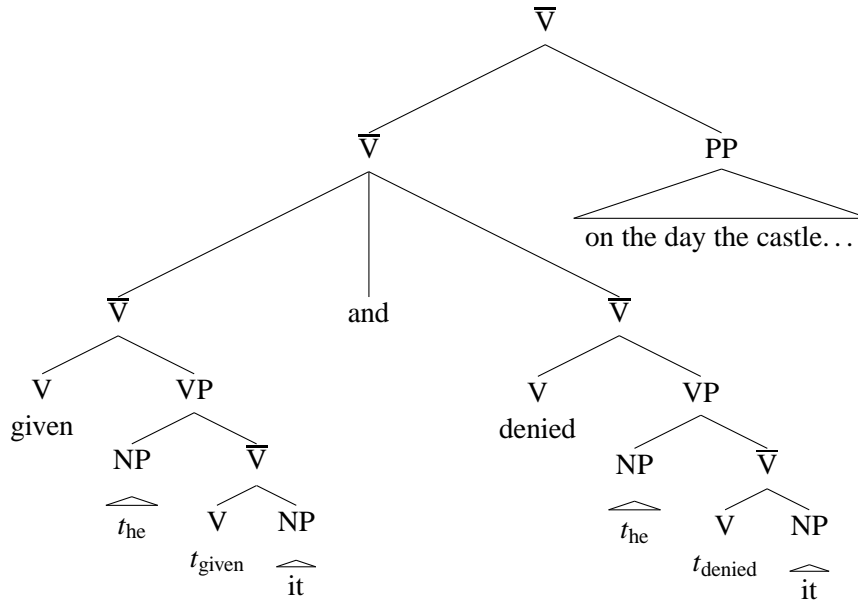 V̅
V̅ PP
on the day the castle…
V̅ and V̅
V VP V VP
given denied
NP V̅ NP V̅
t_he V NP t_he V NP
t_given it t_denied it